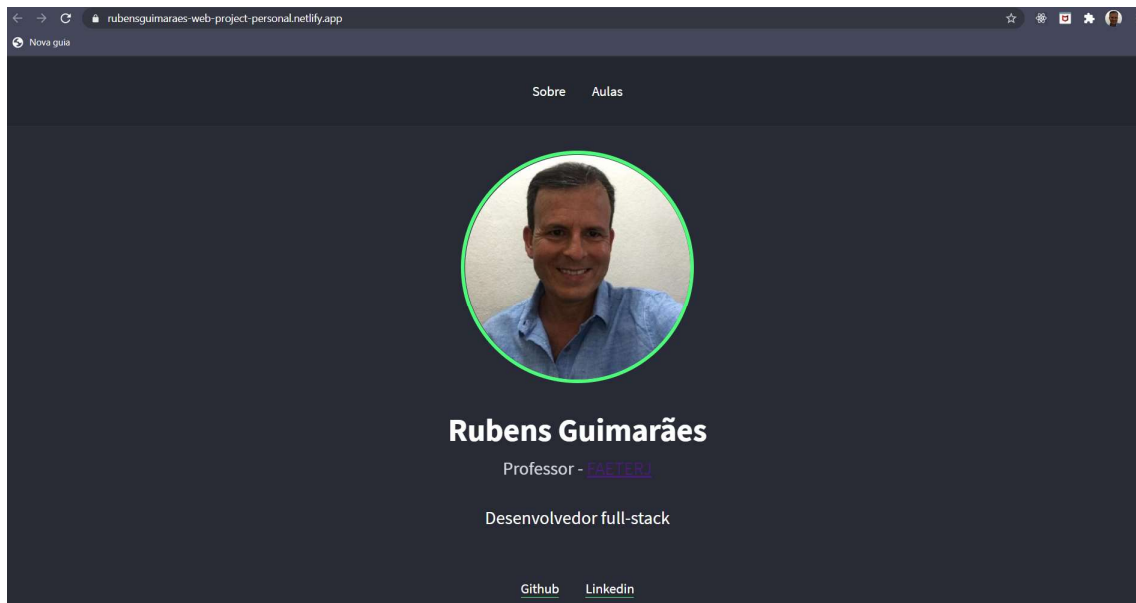 rubensguimaraes-web-project-personal.netlify.app
Nova guia
Sobre Aulas
Rubens Guimarães
Professor - FAETERJ
Desenvolvedor full-stack
Github Linkedin